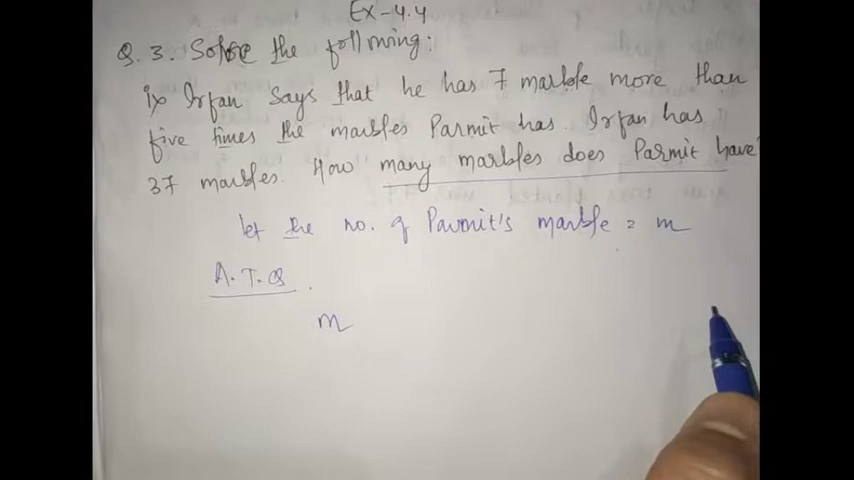 Ex-4.4
Q. 3. Solve the following:
ix Irfan says that he has 7 marble more than
five times the marbles Parmit has. Irfan has
37 marbles. How many marbles does Parmit have?
let the no. of Parmit's marble = m
A.T.Q.
m